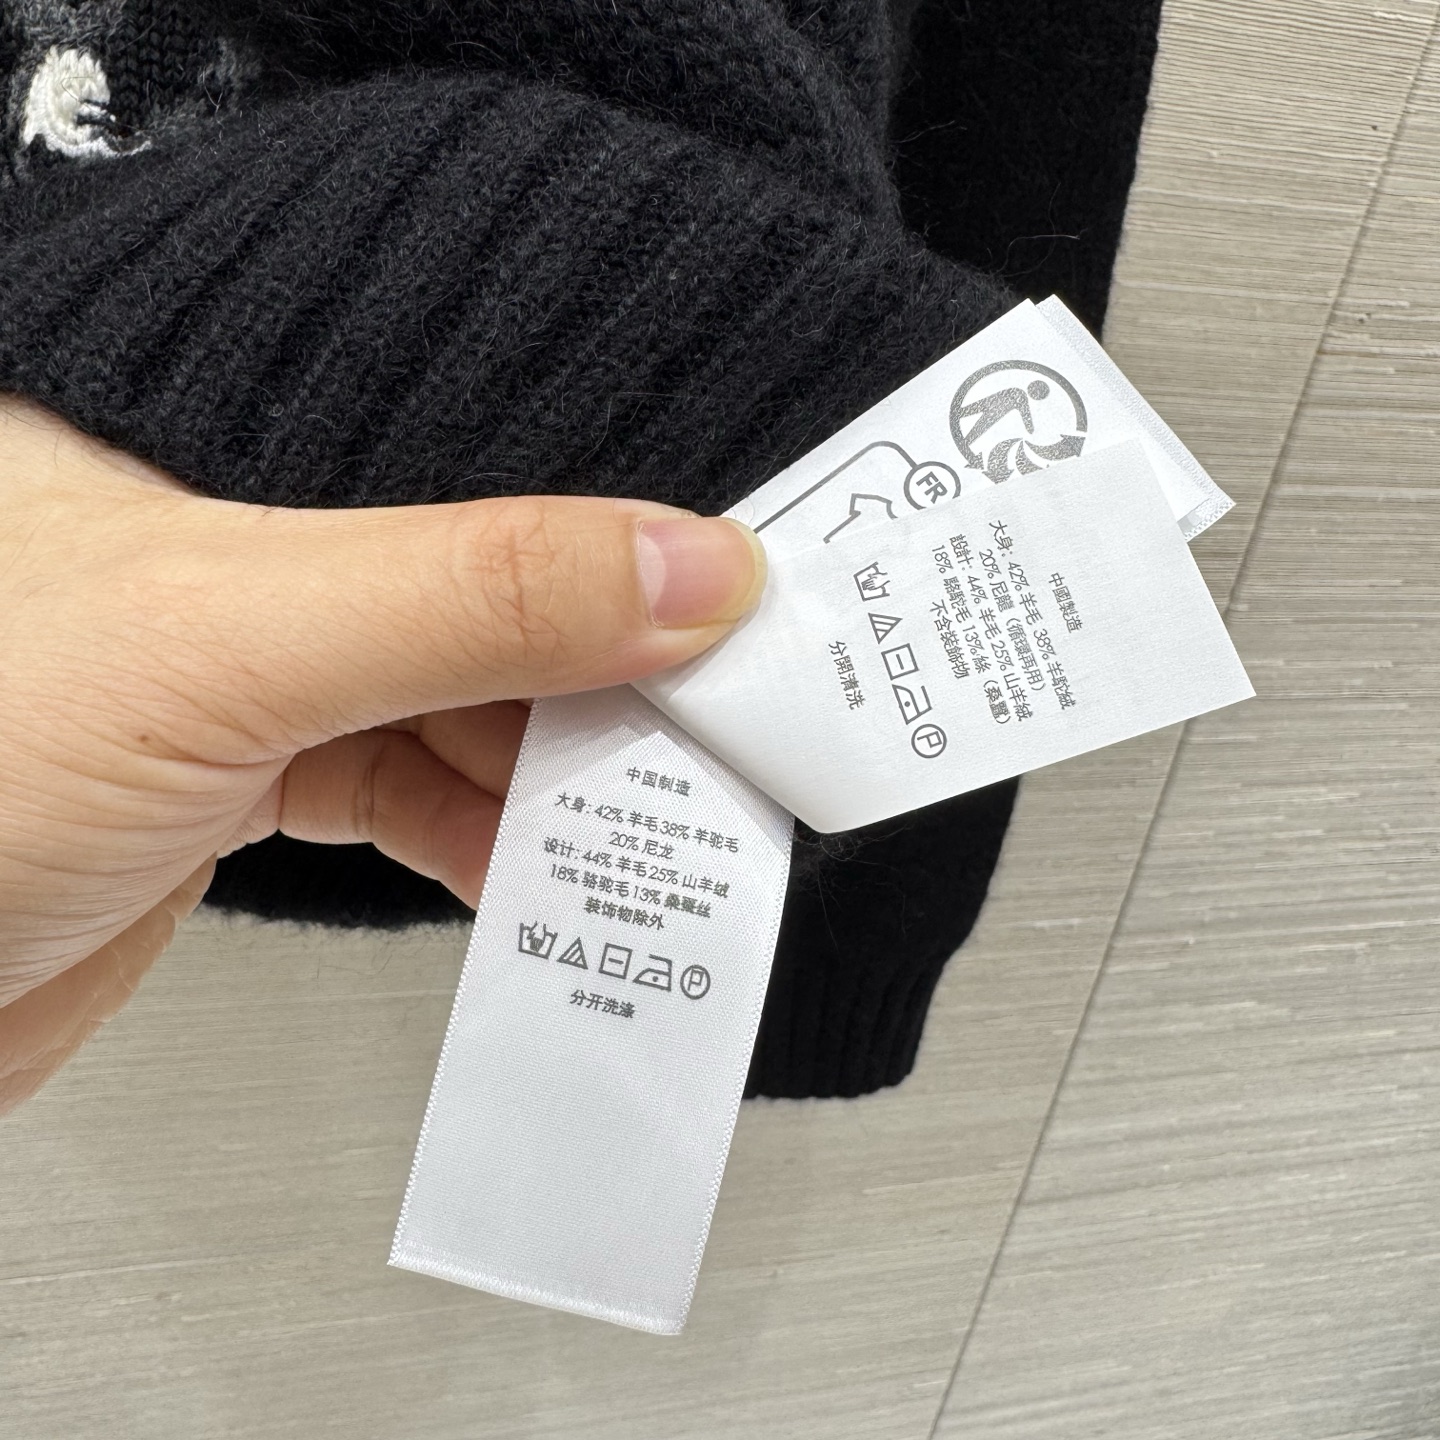 FR
中國製造
大身: 42% 羊毛 38% 羊駝絨
20% 尼龍 (循環再用)
設計: 44% 羊毛 25% 山羊絨
18% 駱駝毛 13% 絲 (桑蠶)
不含裝飾物
P
分開清洗
中国制造
大身: 42% 羊毛 38% 羊驼毛
20% 尼龙
设计: 44% 羊毛 25% 山羊绒
18% 骆驼毛 13% 桑蚕丝
装饰物除外
P
分开洗涤